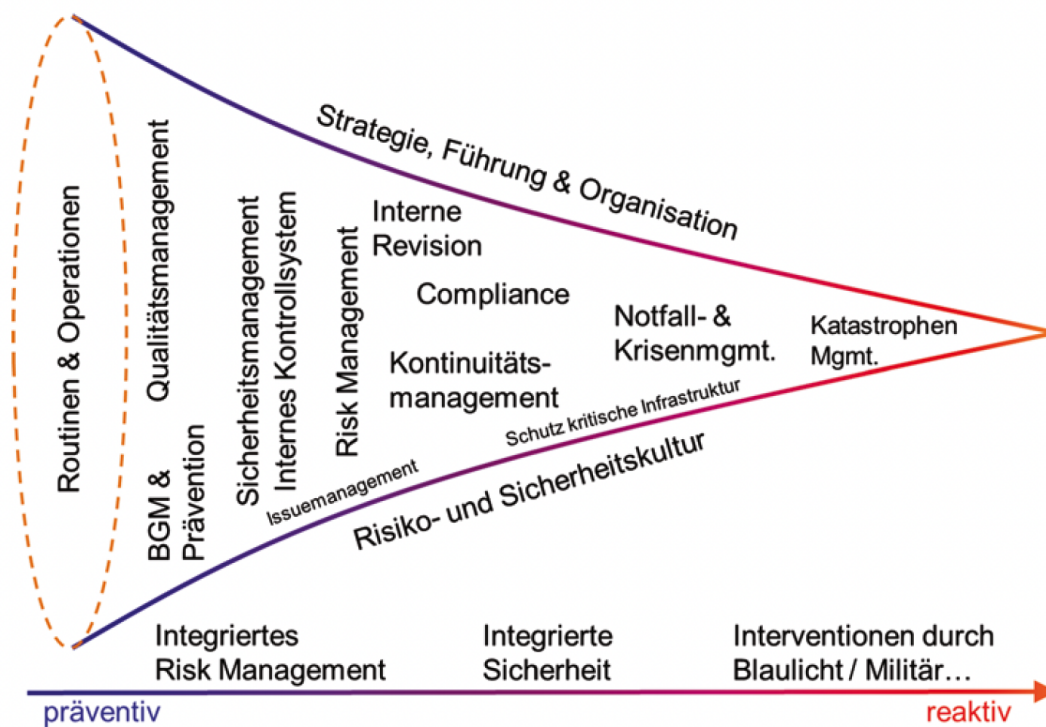 Strategie, Führung & Organisation
Routinen & Operationen
Qualitätsmanagement
BGM &
Prävention
Sicherheitsmanagement
Internes Kontrollsystem
Risk Management
Interne
Revision
Compliance
Kontinuitäts-
management
Notfall- &
Krisenmgmt.
Katastrophen
Mgmt.
Issuemanagement
Schutz kritische Infrastruktur
Risiko- und Sicherheitskultur
Integriertes
Risk Management
Integrierte
Sicherheit
Interventionen durch
Blaulicht / Militär...
präventiv
reaktiv